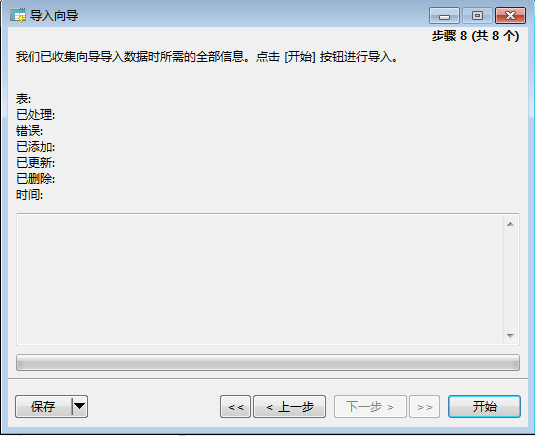 导入向导
步骤 8 (共 8 个)
我们已收集向导导入数据时所需的全部信息。点击 [开始] 按钮进行导入。
表:
已处理:
错误:
已添加:
已更新:
已删除:
时间:
保存 << < 上一步 下一步 > >> 开始